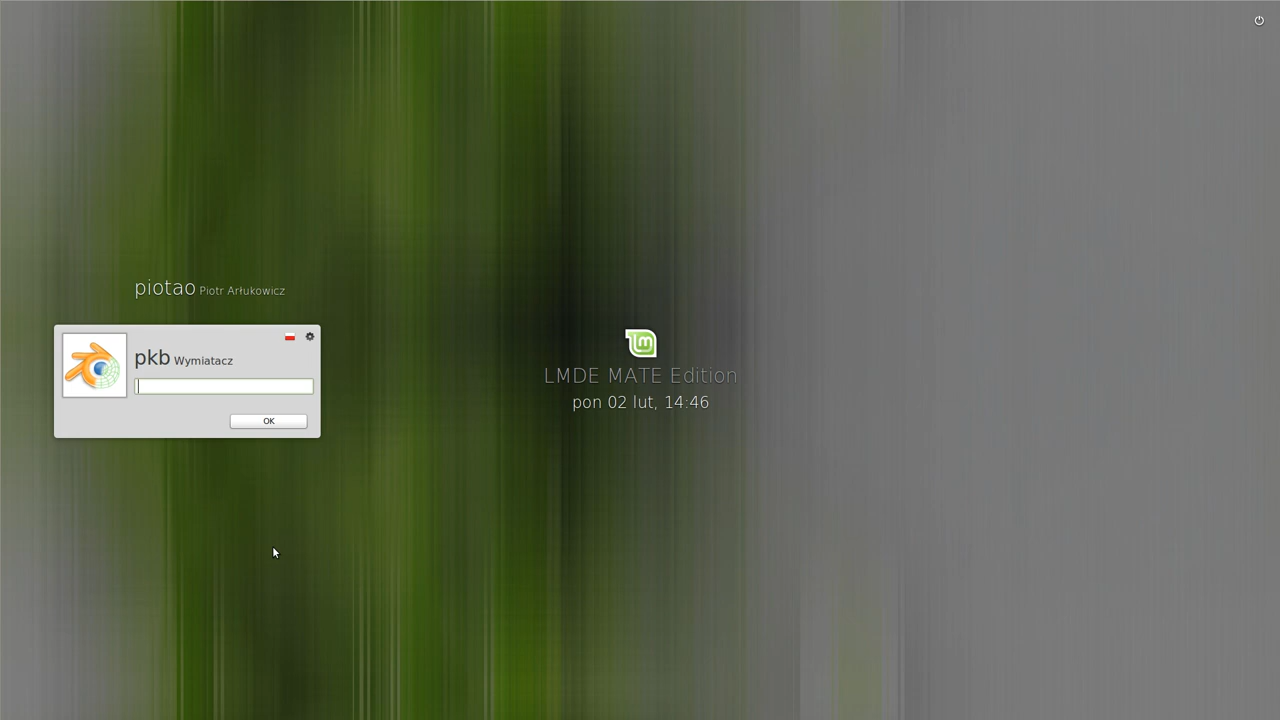 piotao Piotr Arłukowicz
pkb Wymiatacz
OK
LMDE MATE Edition
pon 02 lut, 14:46